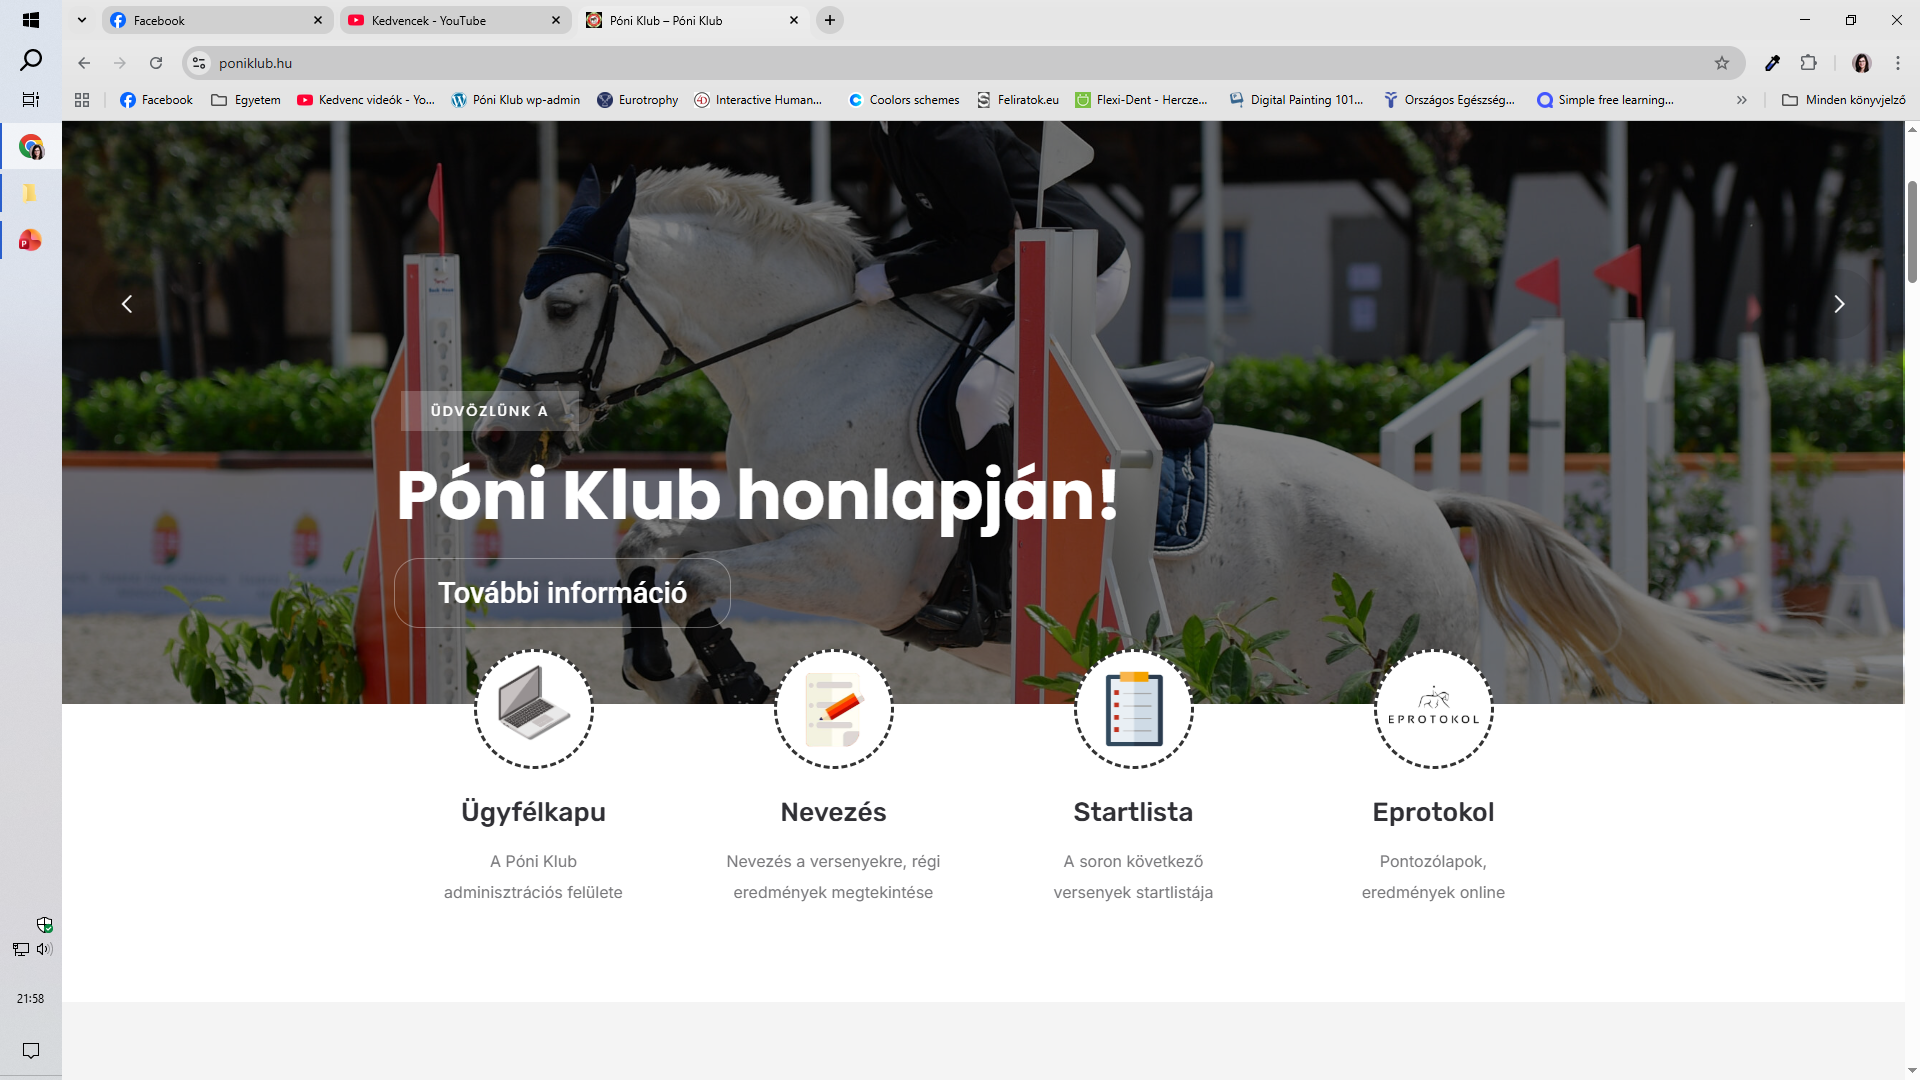 Facebook
Kedvencek - YouTube
Póni Klub – Póni Klub
poniklub.hu
Facebook
Egyetem
Kedvenc videók - Yo...
Póni Klub wp-admin
Eurotrophy
Interactive Human...
Coolors schemes
Feliratok.eu
Flexi-Dent - Hercze...
Digital Painting 101...
Országos Egészség...
Simple free learning...
Minden könyvjelző
ÜDVÖZLÜNK A
Póni Klub honlapján!
További információ
EPROTOKOL
Ügyfélkapu
Nevezés
Startlista
Eprotokol
A Póni Klub
adminisztrációs felülete
Nevezés a versenyekre, régi
eredmények megtekintése
A soron következő
versenyek startlistája
Pontozólapok,
eredmények online
21:58